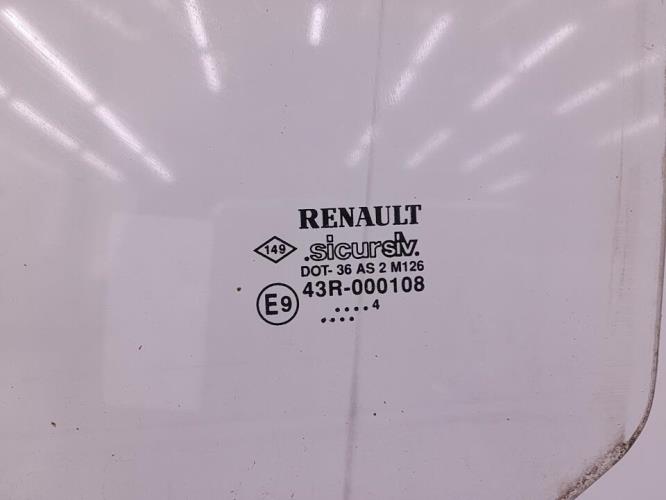 RENAULT
149 .sicursiv.
DOT- 36 AS 2 M126
E9 43R-000108
....4
....